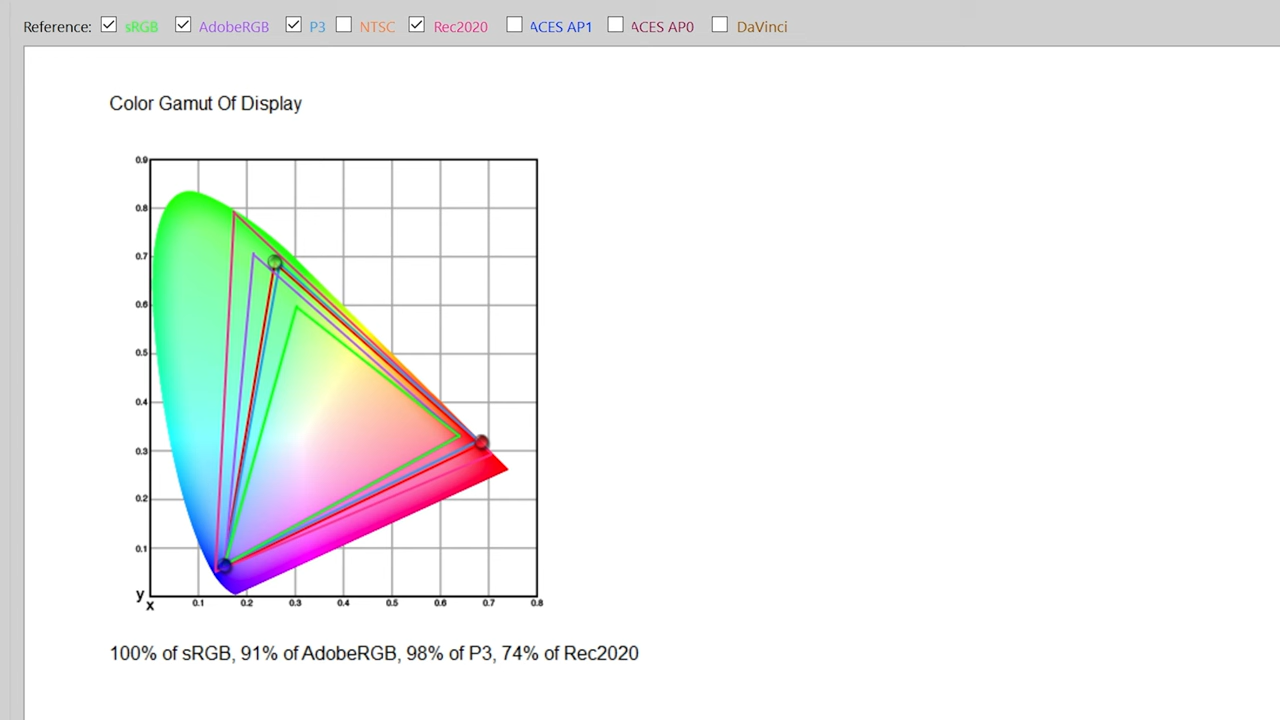 Reference: sRGB AdobeRGB P3 NTSC Rec2020 ACES AP1 ACES AP0 DaVinci
Color Gamut Of Display
0.9
0.8
0.7
0.6
0.5
0.4
0.3
0.2
0.1
y
x 0.1 0.2 0.3 0.4 0.5 0.6 0.7 0.8
100% of sRGB, 91% of AdobeRGB, 98% of P3, 74% of Rec2020